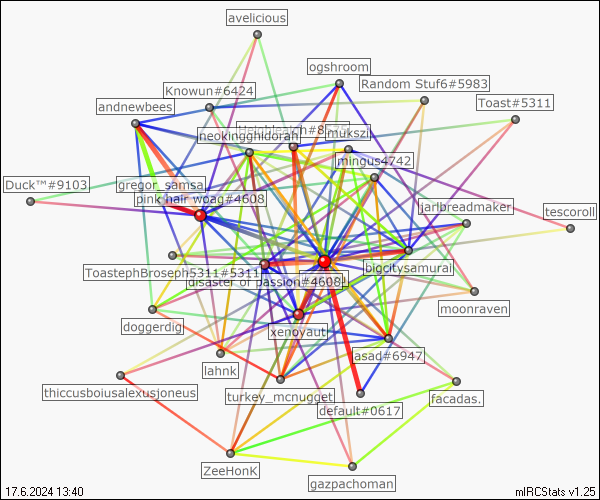 avelicious
ogshroom
Random Stuf6#5983
Knowun#6424
Toast#5311
andnewbees
mukszi
neokingghidorah
mingus4742
Duck™#9103
gregor_samsa
pink hair woag#4608
jarlbreadmaker
tescoroll
ToastephBroseph5311#5311
bigcitysamurai
disaster of passion#4608
moonraven
doggerdig
xenoyaut
asad#6947
lahnk
thiccusboiusalexusjoneus
turkey_mcnugget
default#0617
facadas.
ZeeHonK
gazpachoman
17.6.2024 13:40
mIRCStats v1.25